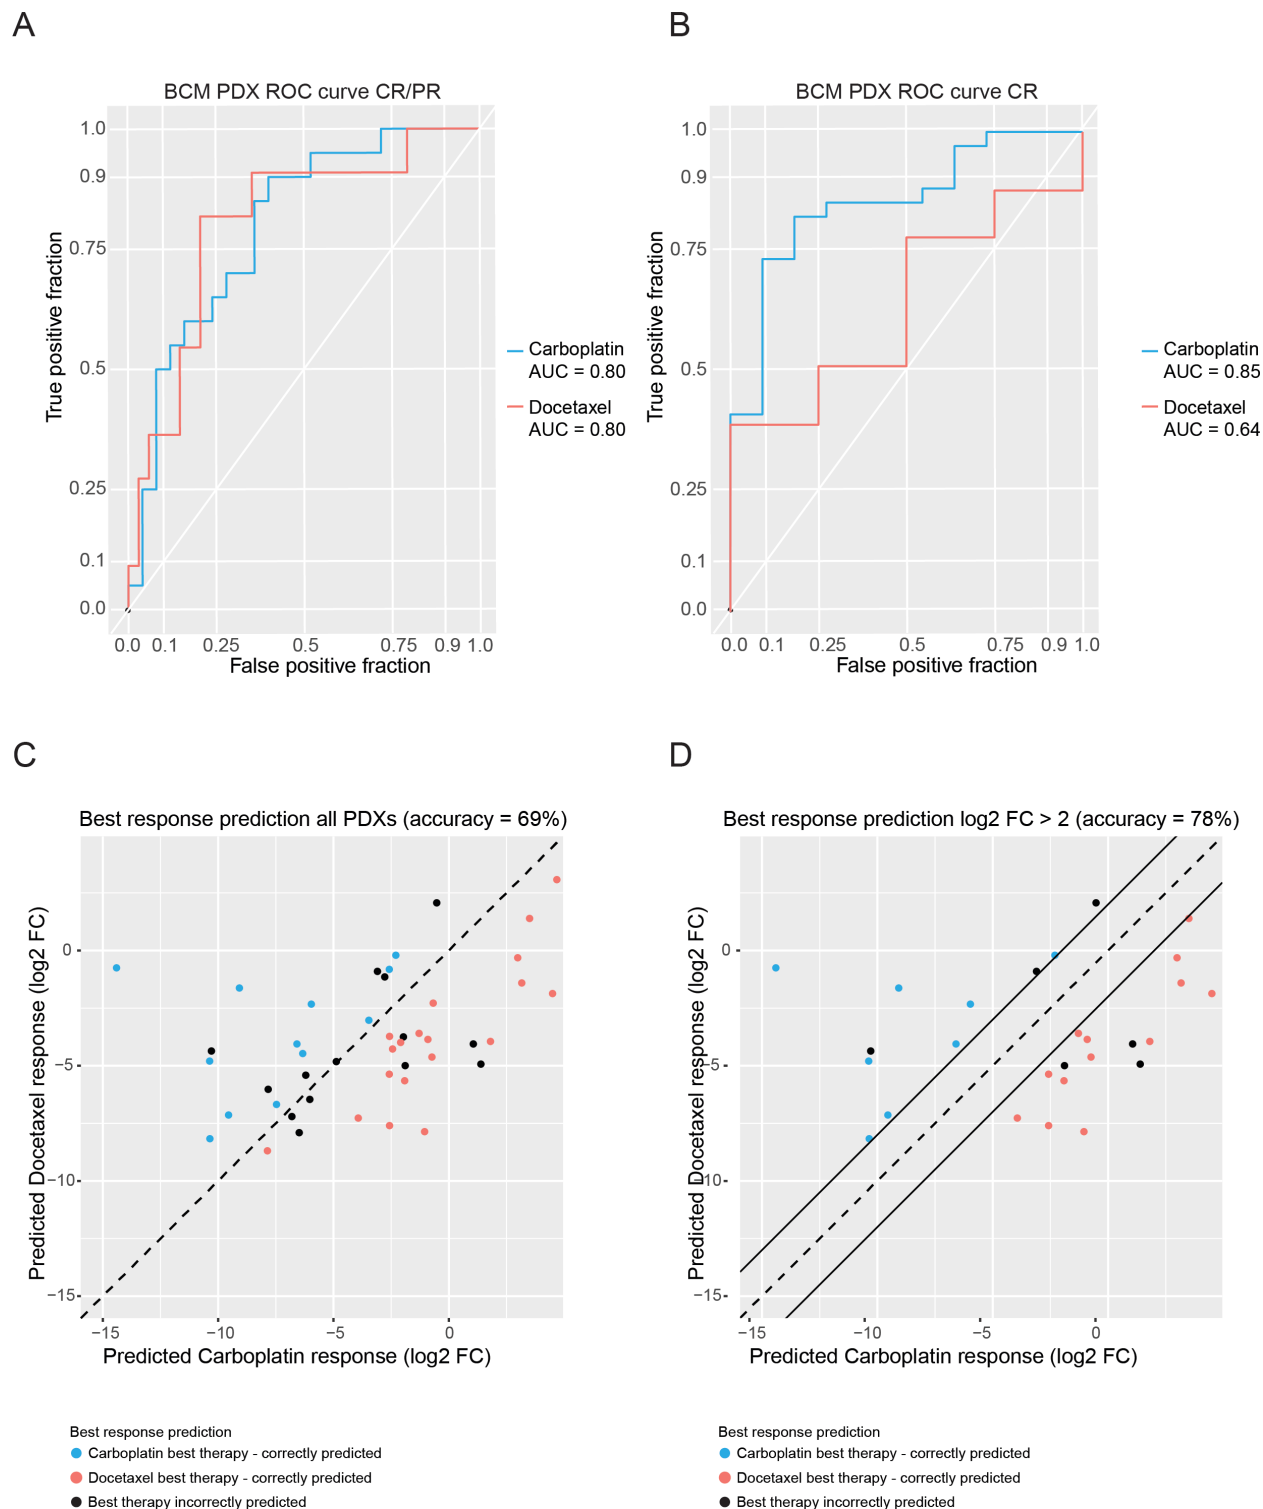 A
BCM PDX ROC curve CR/PR
True positive fraction
1.0
0.9
0.75
0.5
0.25
0.1
0.0
0.0 0.1 0.25 0.5 0.75 0.9 1.0
False positive fraction
Carboplatin
AUC = 0.80
Docetaxel
AUC = 0.80
B
BCM PDX ROC curve CR
True positive fraction
1.0
0.9
0.75
0.5
0.25
0.1
0.0
0.0 0.1 0.25 0.5 0.75 0.9 1.0
False positive fraction
Carboplatin
AUC = 0.85
Docetaxel
AUC = 0.64
C
Best response prediction all PDXs (accuracy = 69%)
Predicted Docetaxel response (log2 FC)
0
−5
−10
−15
−15 −10 −5 0
Predicted Carboplatin response (log2 FC)
Best response prediction
Carboplatin best therapy - correctly predicted
Docetaxel best therapy - correctly predicted
Best therapy incorrectly predicted
D
Best response prediction log2 FC > 2 (accuracy = 78%)
Predicted Docetaxel response (log2 FC)
0
−5
−10
−15
−15 −10 −5 0
Predicted Carboplatin response (log2 FC)
Best response prediction
Carboplatin best therapy - correctly predicted
Docetaxel best therapy - correctly predicted
Best therapy incorrectly predicted